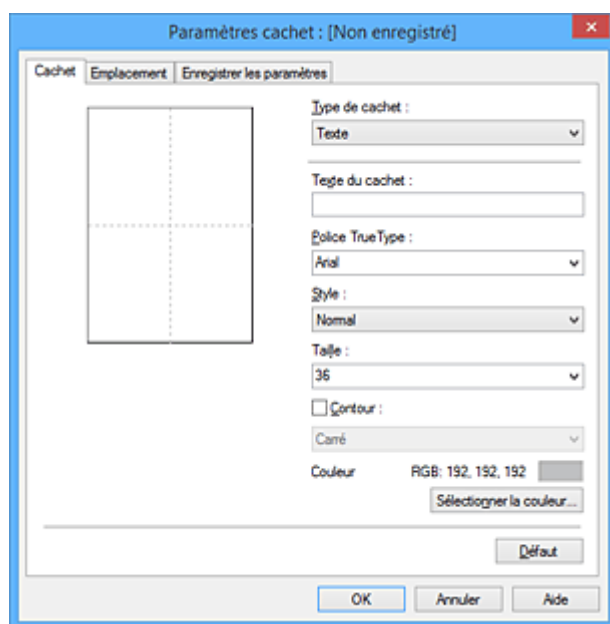 Paramètres cachet : [Non enregistré]
Cachet Emplacement Enregistrer les paramètres
Type de cachet :
Texte
Texte du cachet :
Police TrueType :
Arial
Style :
Normal
Taille :
36
Contour :
Carré
Couleur RGB: 192, 192, 192
Sélectionner la couleur...
Défaut
OK Annuler Aide